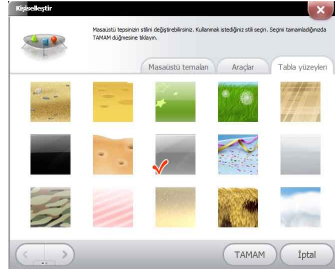 Kişiselleştir
Masaüstü tepsinizin stilini değiştirebilirsiniz. Kullanmak istediğiniz stili seçin. Seçimi tamamladığınızda
TAMAM düğmesine tıklayın.
Masaüstü temaları Araçlar Tabla yüzeyleri
TAMAM İptal